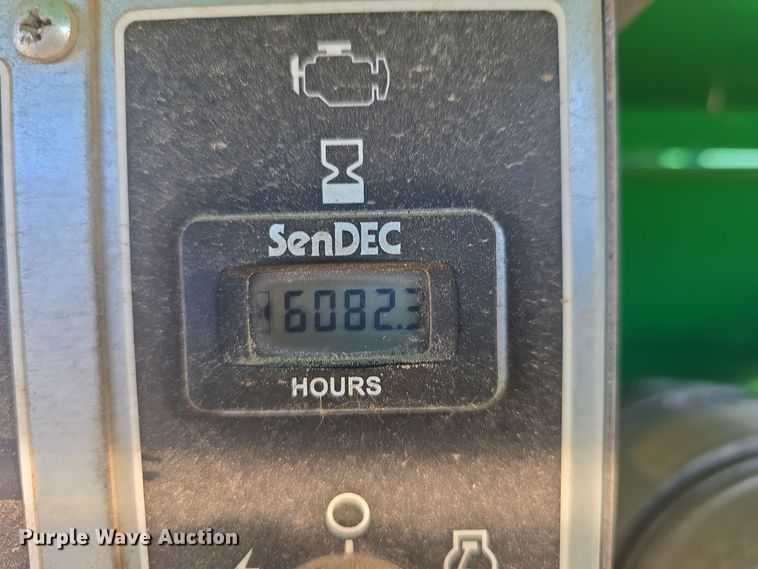 SenDEC
6082.3
HOURS
Purple Wave Auction